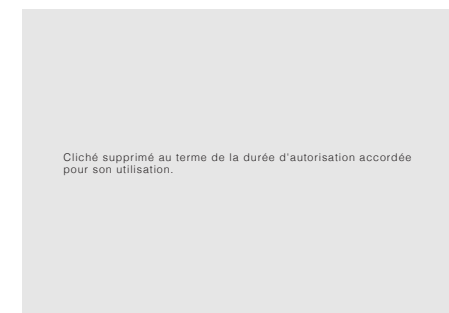 Cliché supprimé au terme de la durée d'autorisation accordée
pour son utilisation.